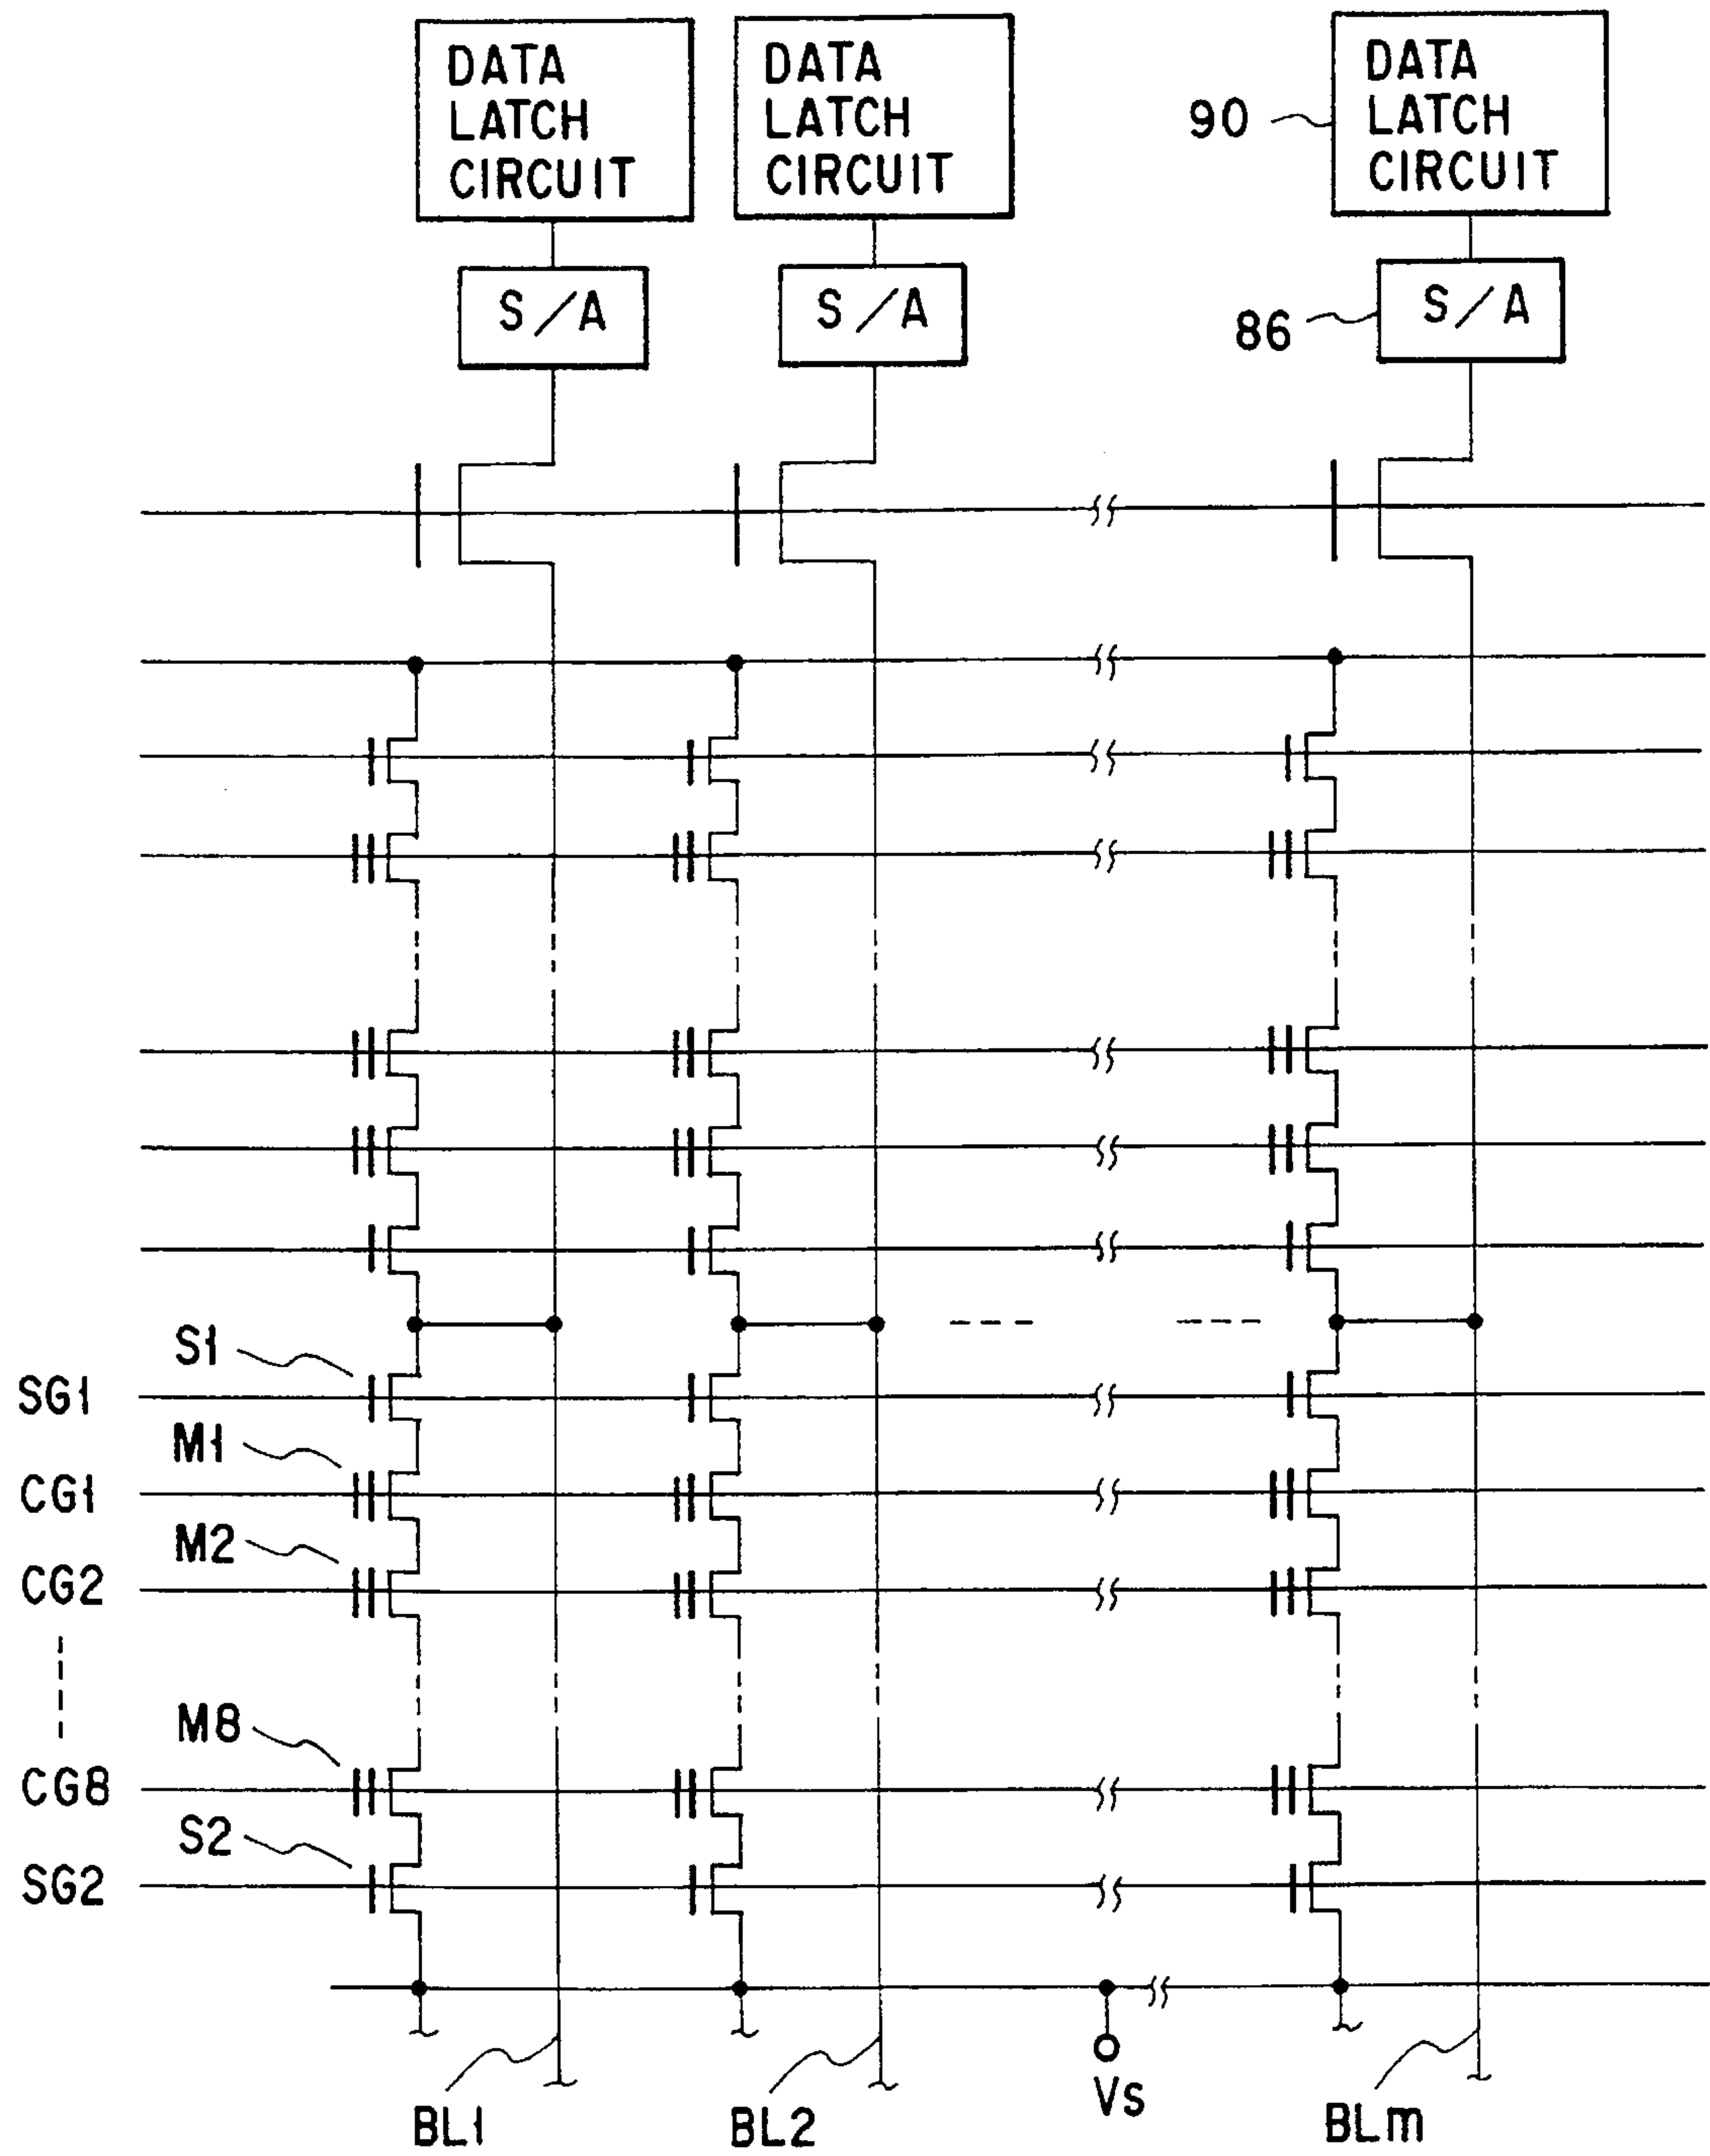 DATA
LATCH
CIRCUIT
DATA
LATCH
CIRCUIT
90
DATA
LATCH
CIRCUIT
S/A
S/A
86
S/A
S1
SG1
M1
CG1
M2
CG2
M8
CG8
S2
SG2
BL1
BL2
Vs
BLm